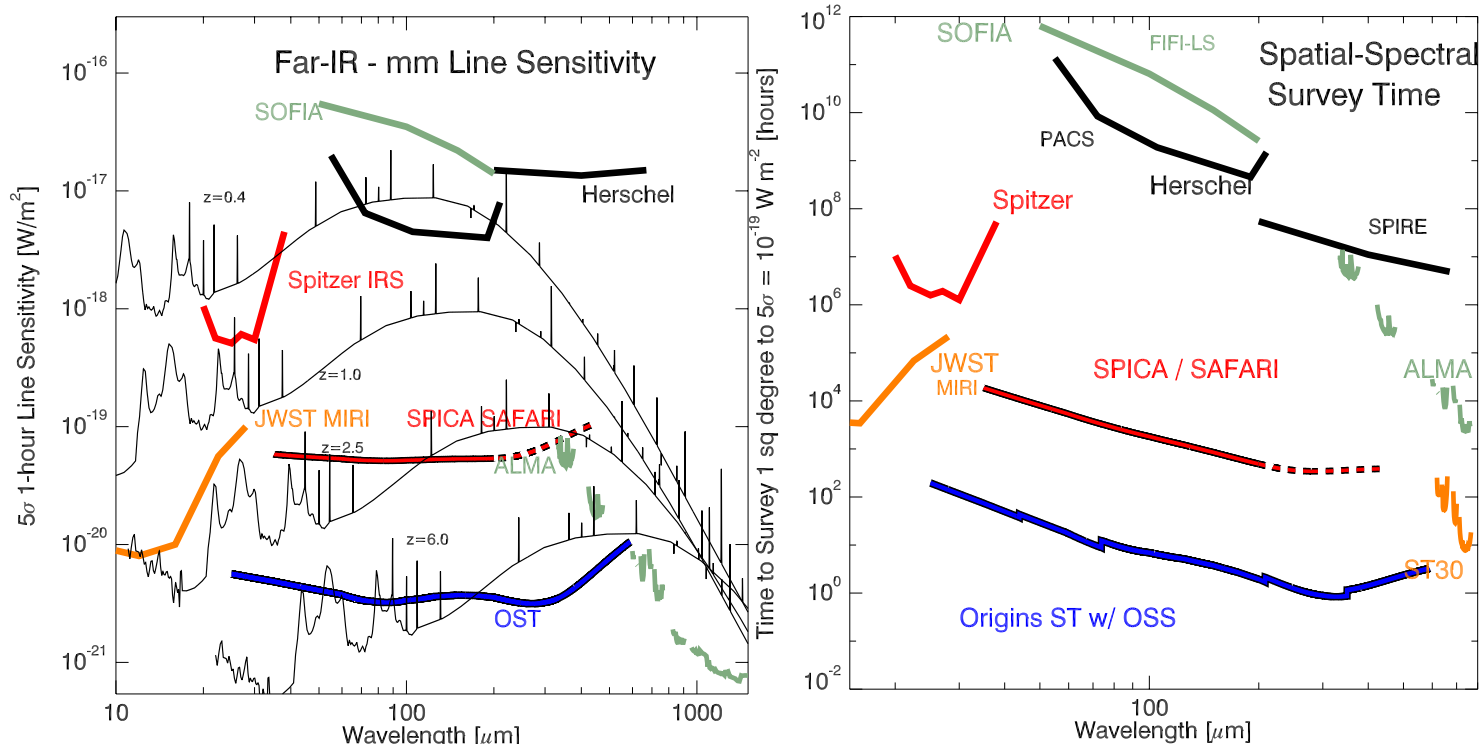 Far-IR - mm Line Sensitivity
5σ 1-hour Line Sensitivity [W/m²]
10⁻¹⁶
10⁻¹⁷
10⁻¹⁸
10⁻¹⁹
10⁻²⁰
10⁻²¹
SOFIA
Herschel
z=0.4
Spitzer IRS
z=1.0
JWST MIRI
SPICA SAFARI
z=2.5
ALMA
z=6.0
OST
10
100
1000
Wavelength [μm]
Spatial-Spectral
Survey Time
Time to Survey 1 sq degree to 5σ = 10⁻¹⁹ W m⁻² [hours]
10¹²
10¹⁰
10⁸
10⁶
10⁴
10²
10⁰
10⁻²
SOFIA
FIFI-LS
PACS
Herschel
Spitzer
SPIRE
JWST
MIRI
SPICA / SAFARI
ALMA
ST30
Origins ST w/ OSS
100
Wavelength [μm]